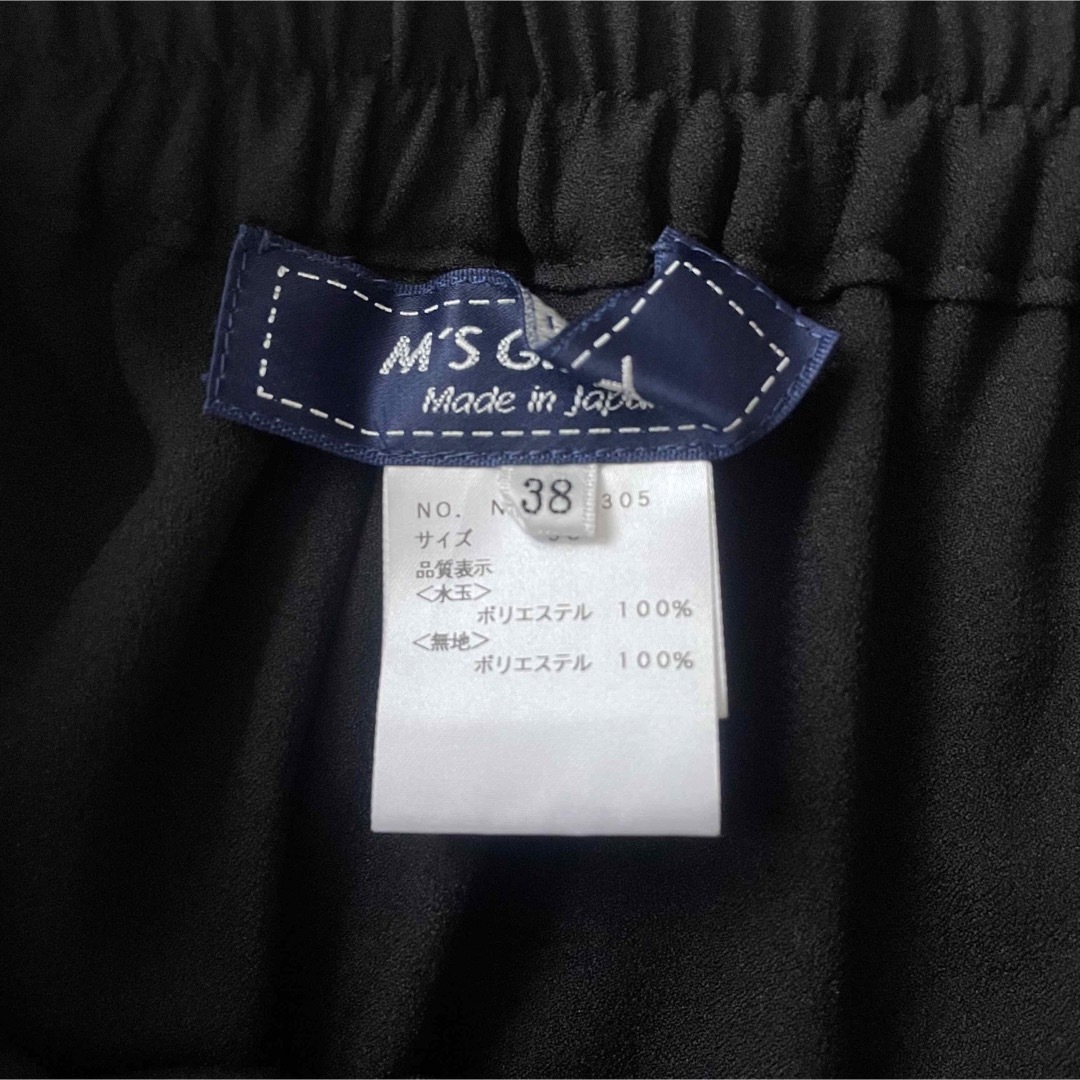 M'S G
Made in Japan
38
NO. N 305
サイズ
品質表示
<水玉>
ポリエステル 100%
<無地>
ポリエステル 100%